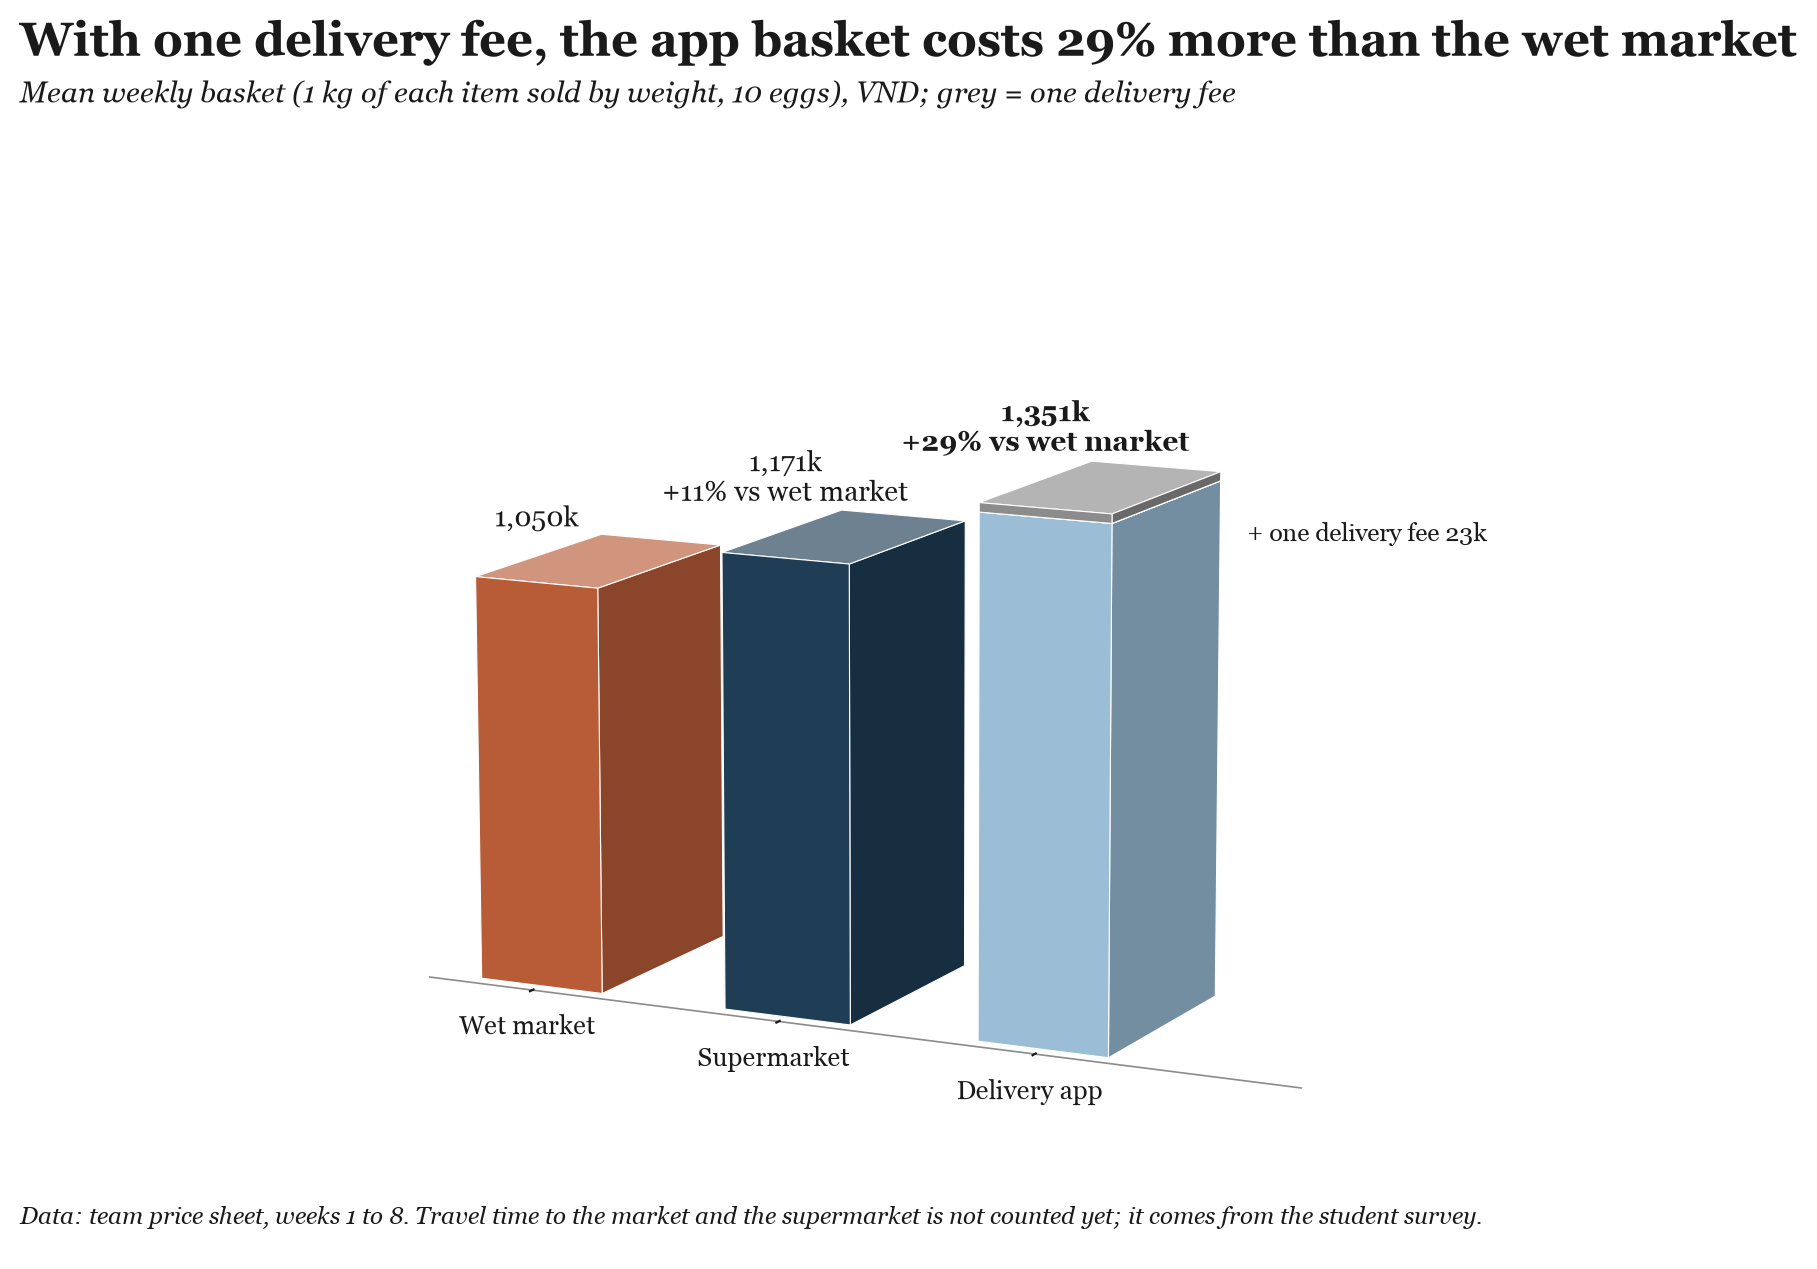 With one delivery fee, the app basket costs 29% more than the wet market
Mean weekly basket (1 kg of each item sold by weight, 10 eggs), VND; grey = one delivery fee
1,351k
+29% vs wet market
1,171k
+11% vs wet market
1,050k
+ one delivery fee 23k
Wet market
Supermarket
Delivery app
Data: team price sheet, weeks 1 to 8. Travel time to the market and the supermarket is not counted yet; it comes from the student survey.